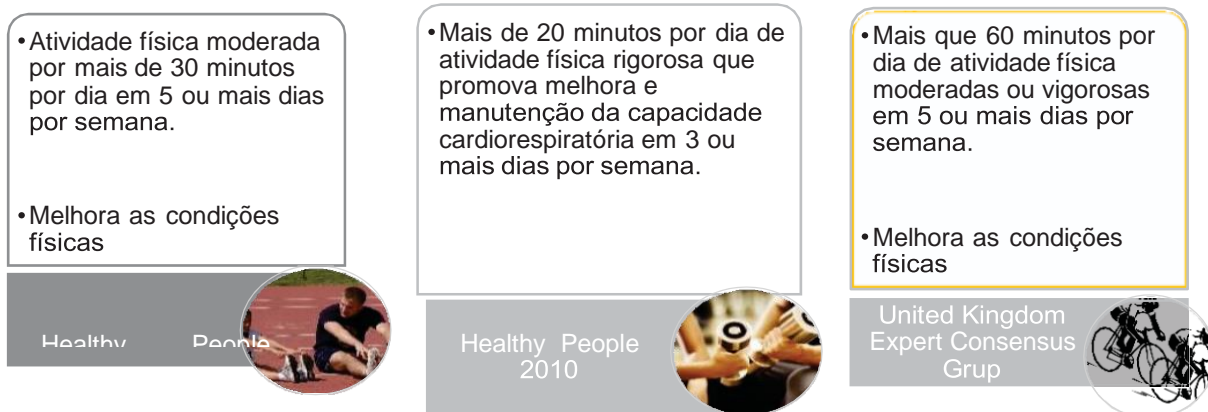 •Atividade física moderada
por mais de 30 minutos
por dia em 5 ou mais dias
por semana.
•Melhora as condições
físicas
Healthy People
•Mais de 20 minutos por dia de
atividade física rigorosa que
promova melhora e
manutenção da capacidade
cardiorespiratória em 3 ou
mais dias por semana.
Healthy People
2010
•Mais que 60 minutos por
dia de atividade física
moderadas ou vigorosas
em 5 ou mais dias por
semana.
•Melhora as condições
físicas
United Kingdom
Expert Consensus
Grup